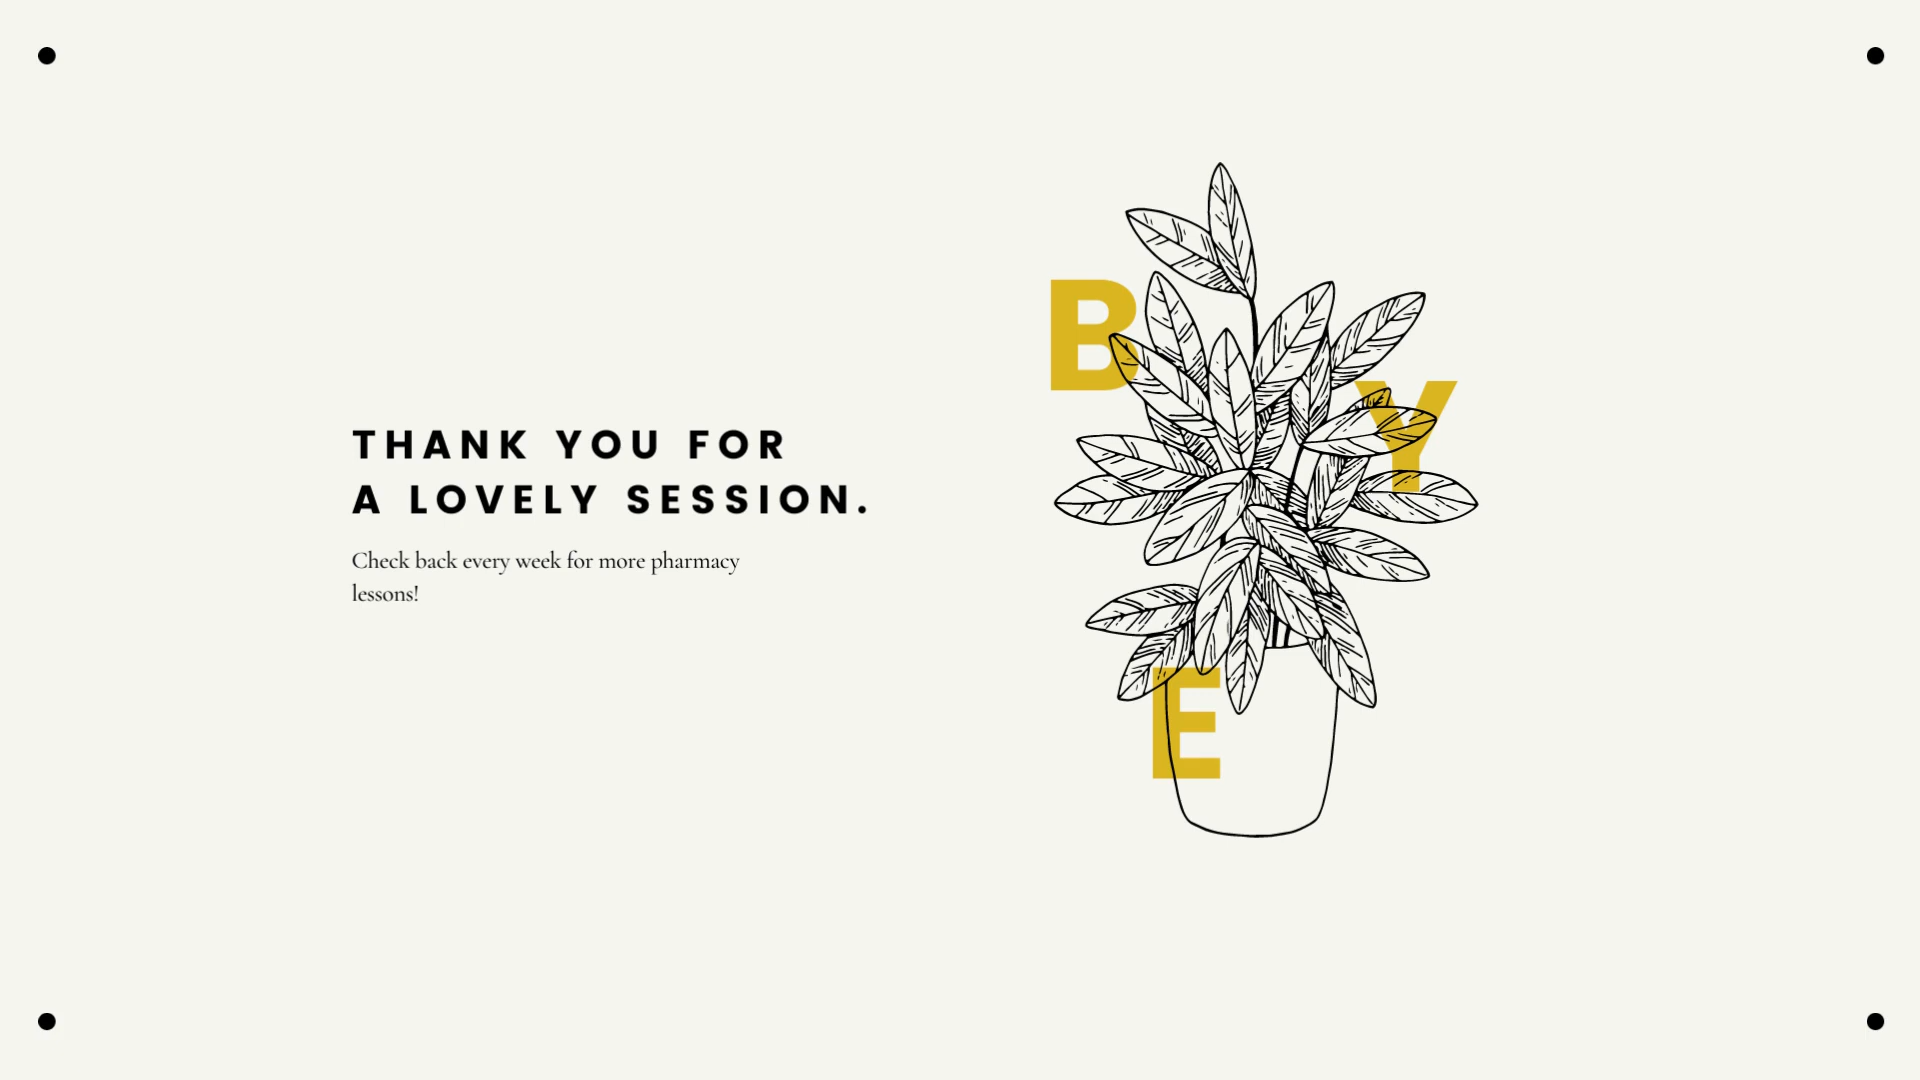 THANK YOU FOR
A LOVELY SESSION.
Check back every week for more pharmacy
lessons!
B
Y
E